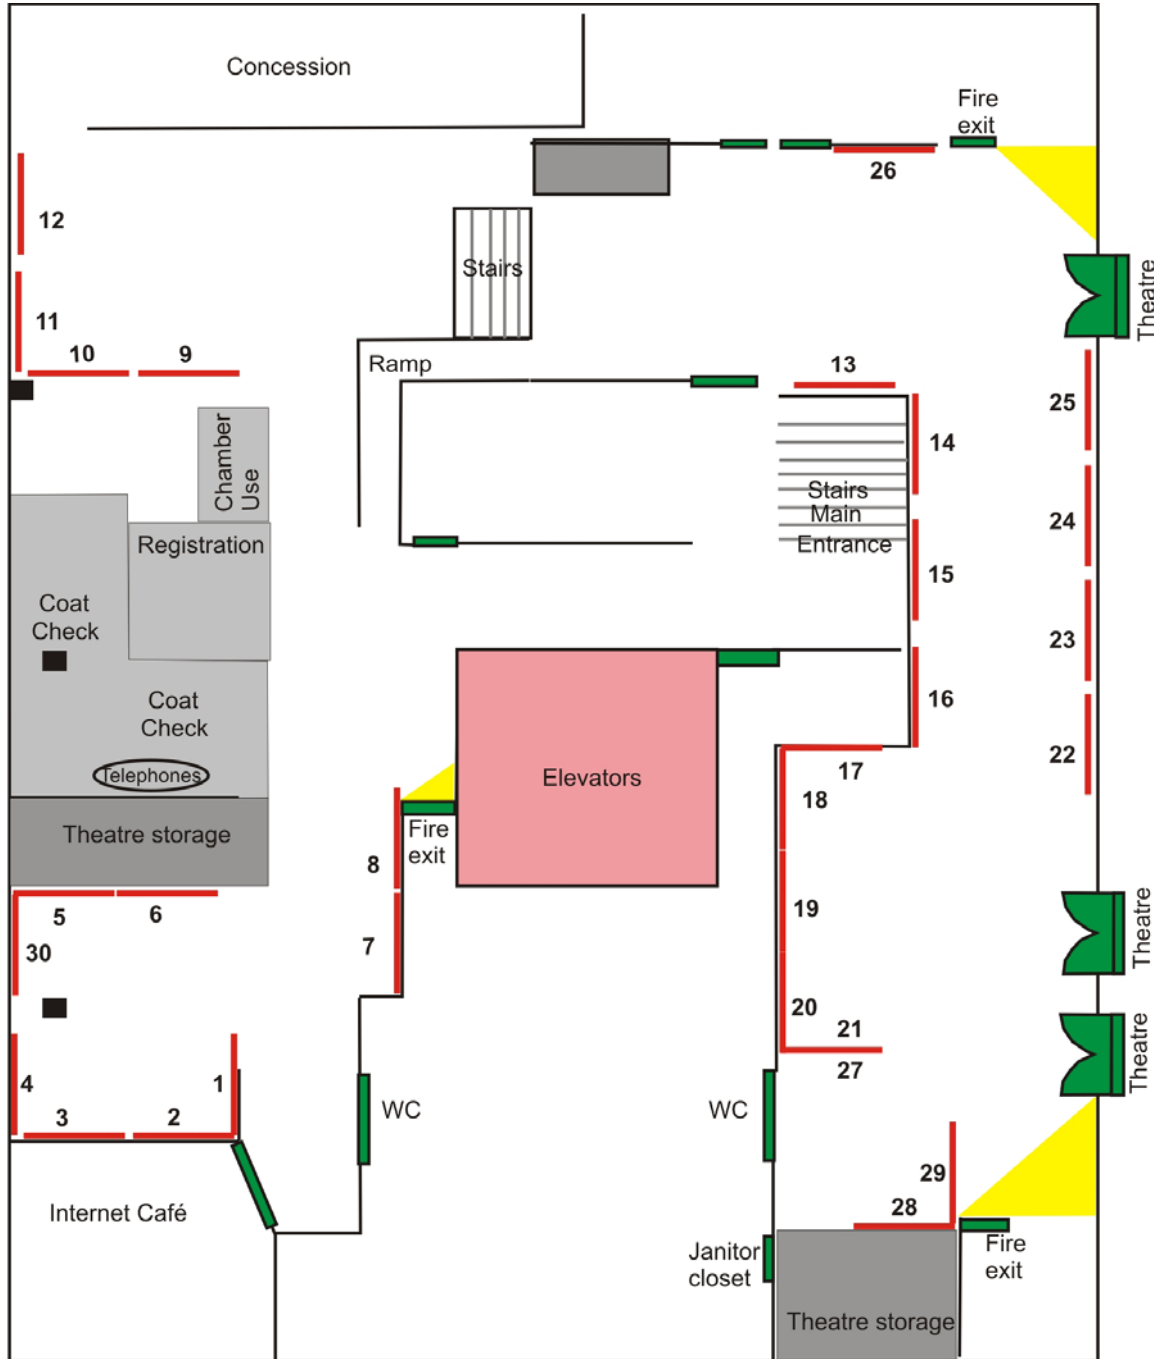 Concession
Fire
exit
26
12
Stairs
Theatre
11
10
9
Ramp
13
25
Chamber
Use
14
Stairs
Main
Entrance
24
Registration
15
Coat
Check
23
Coat
Check
16
Telephones
Elevators
17
22
18
Theatre storage
Fire
exit
8
5
6
19
7
30
Theatre
20
21
27
4
1
3
2
WC
WC
Theatre
29
28
Internet Café
Janitor
closet
Fire
exit
Theatre storage